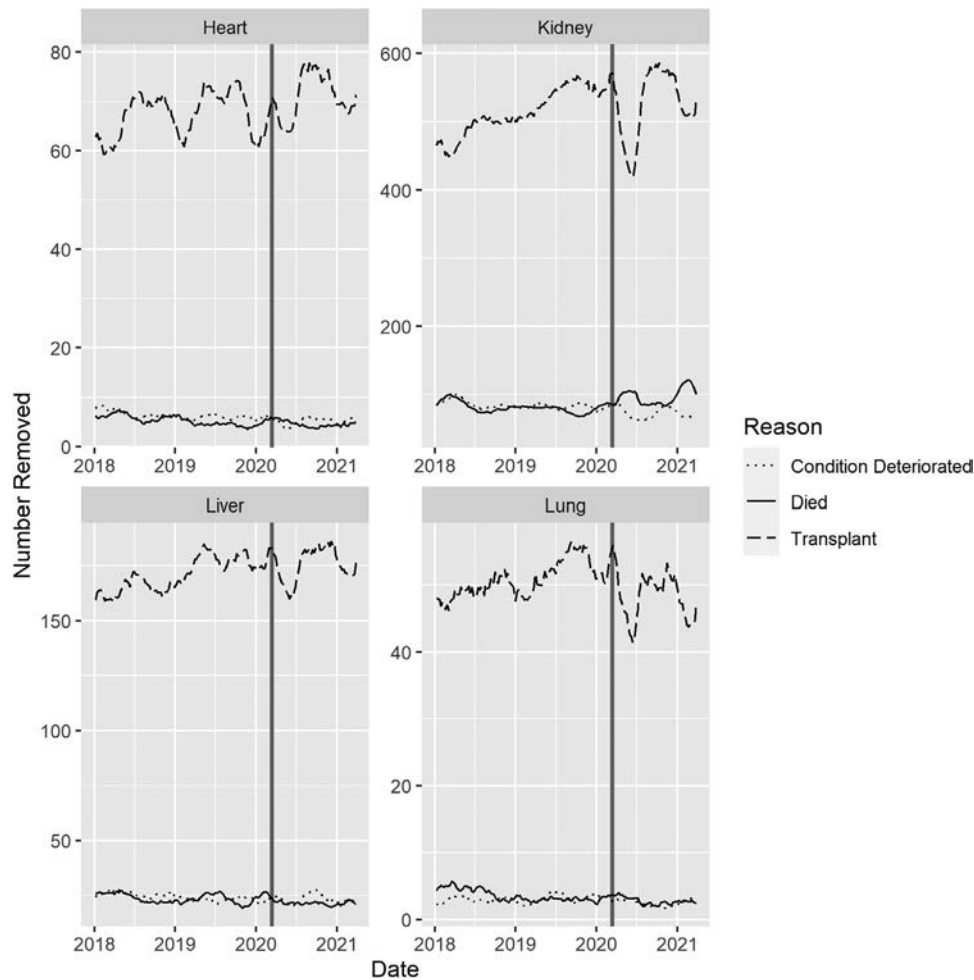 Heart
Kidney
80
60
40
20
0
600
400
200
2018 2019 2020 2021
2018 2019 2020 2021
Number Removed
Liver
Lung
150
100
50
40
20
0
2018 2019 2020 2021
2018 2019 2020 2021
Date
Reason
Condition Deteriorated
Died
Transplant